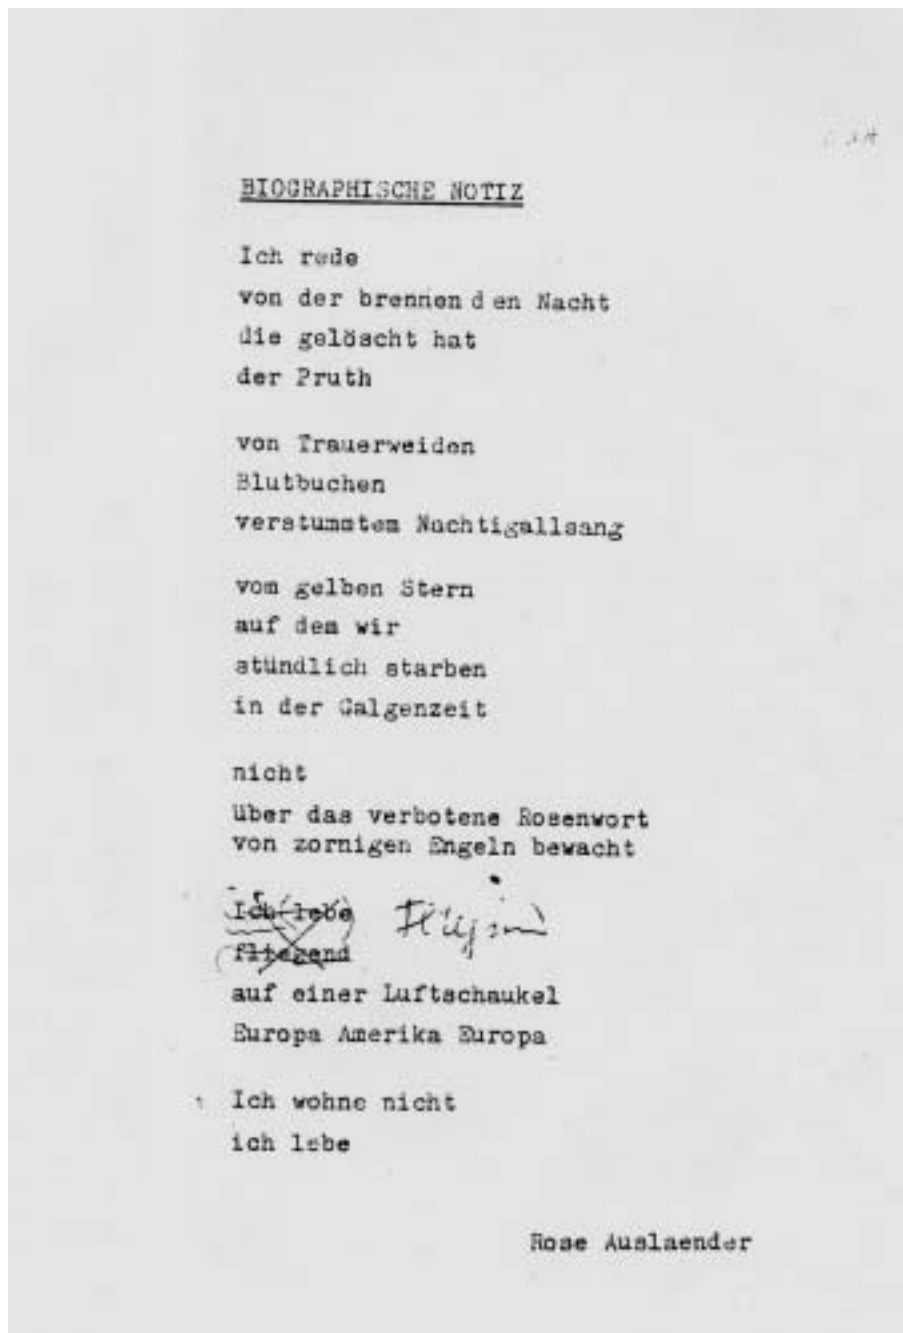 BIOGRAPHISCHE NOTIZ
Ich rede
von der brennenden Nacht
die gelöscht hat
der Pruth
von Trauerweiden
Blutbuchen
verstummtem Nachtigallsang
vom gelben Stern
auf dem wir
stündlich starben
in der Galgenzeit
nicht
über das verbotene Rosenwort
von zornigen Engeln bewacht
Ich lebe
fliegend
auf einer Luftschaukel
Europa Amerika Europa
Ich wohne nicht
ich lebe
Rose Auslaender